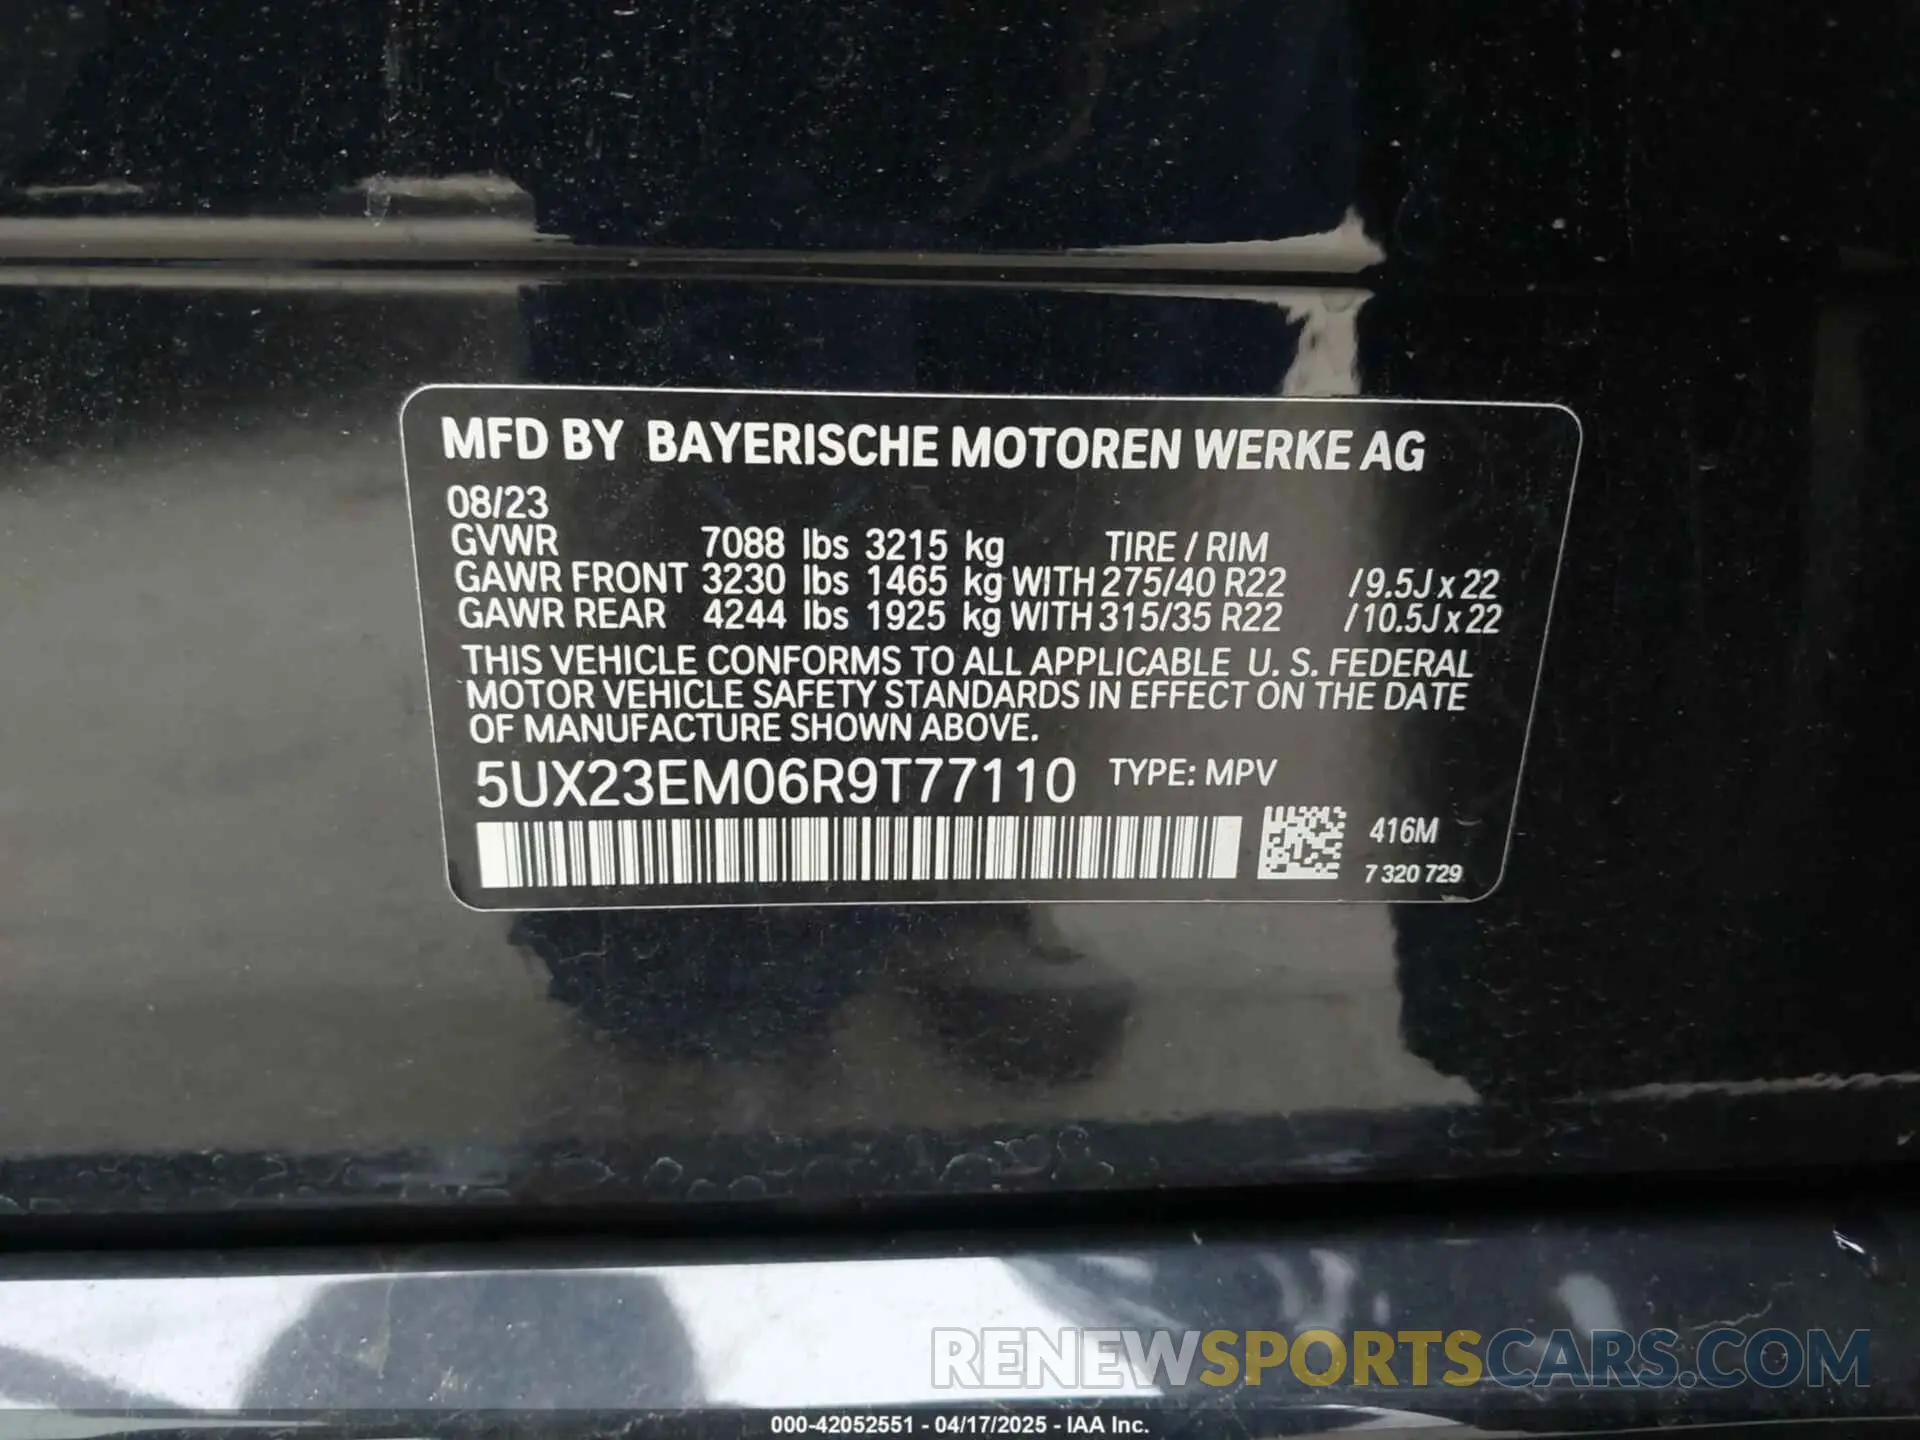 MFD BY BAYERISCHE MOTOREN WERKE AG
08/23
GVWR 7088 lbs 3215 kg TIRE / RIM
GAWR FRONT 3230 lbs 1465 kg WITH 275/40 R22 /9.5J x 22
GAWR REAR 4244 lbs 1925 kg WITH 315/35 R22 /10.5J x 22
THIS VEHICLE CONFORMS TO ALL APPLICABLE U. S. FEDERAL
MOTOR VEHICLE SAFETY STANDARDS IN EFFECT ON THE DATE
OF MANUFACTURE SHOWN ABOVE.
5UX23EM06R9T77110 TYPE: MPV
416M
7 320 729
RENEWSPORTSCARS.COM
000-42052551 - 04/17/2025 - IAA Inc.